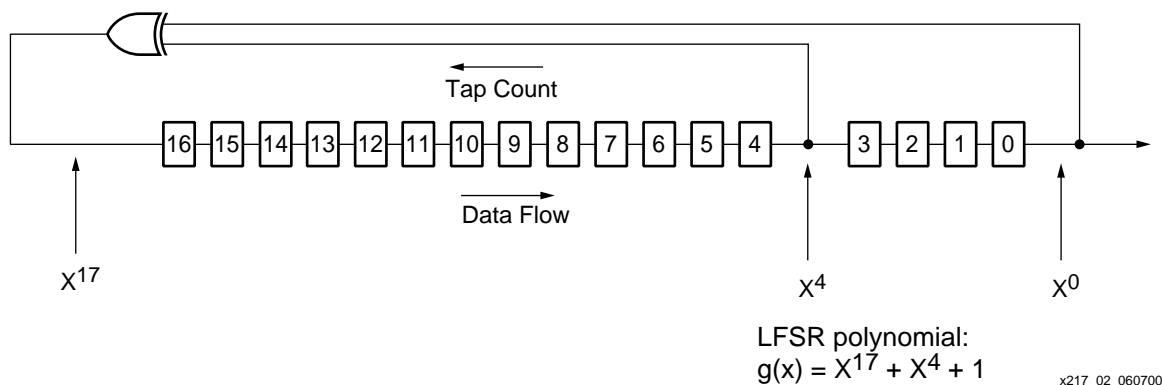 Tap Count
16 15 14 13 12 11 10 9 8 7 6 5 4 3 2 1 0
Data Flow
X17 X4 X0
LFSR polynomial:
g(x) = X17 + X4 + 1
x217_02_060700